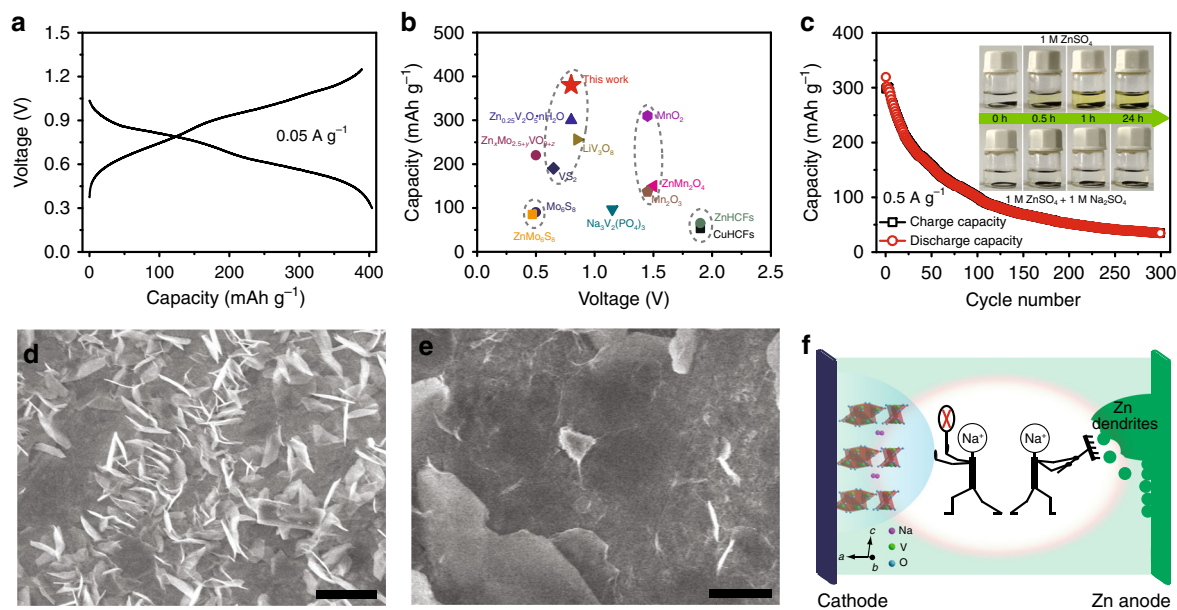 a
Voltage (V)
1.5
1.2
0.9
0.6
0.3
0.0
0.05 A g⁻¹
0 100 200 300 400
Capacity (mAh g⁻¹)
b
Capacity (mAh g⁻¹)
500
400
300
200
100
0
This work
Zn₀.₂₅V₂O₅•nH₂O
MnO₂
LiV₃O₈
VS₂
ZnMn₂O₄
Mn₂O₃
Mo₆S₈
ZnMo₆S₈
Na₃V₂(PO₄)₃
ZnHCFs
CuHCFs
0.0 0.5 1.0 1.5 2.0 2.5
Voltage (V)
c
Capacity (mAh g⁻¹)
400
300
200
100
0
1 M ZnSO₄
0 h 0.5 h 1 h 24 h
1 M ZnSO₄ + 1 M Na₂SO₄
0.5 A g⁻¹
Charge capacity
Discharge capacity
0 50 100 150 200 250 300
Cycle number
d
e
f
Zn
dendrites
Na⁺ Na⁺
c
a
b
Na
V
O
Cathode Zn anode